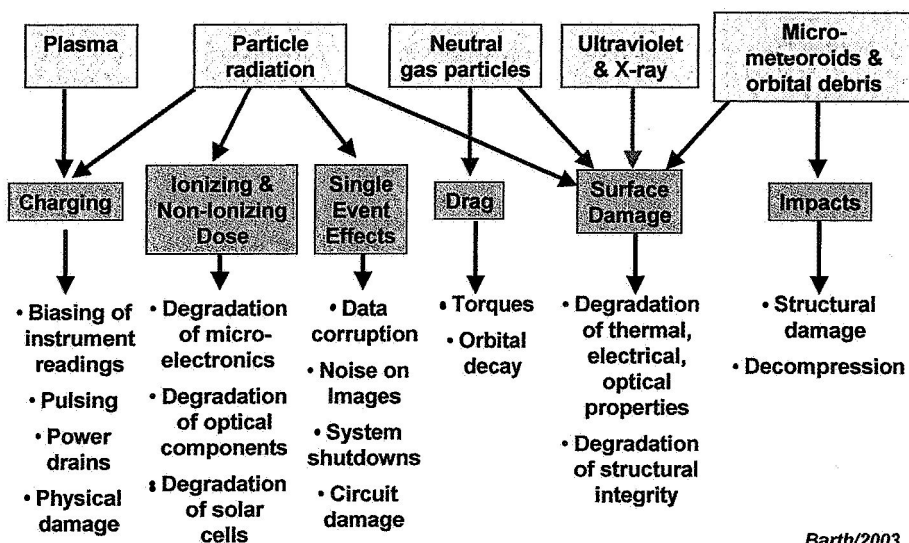 Plasma
Particle
radiation
Neutral
gas particles
Ultraviolet
& X-ray
Micro-
meteoroids &
orbital debris
Charging
Ionizing &
Non-Ionizing
Dose
Single
Event
Effects
Drag
Surface
Damage
Impacts
• Biasing of
instrument
readings
• Pulsing
• Power
drains
• Physical
damage
• Degradation
of micro-
electronics
• Degradation
of optical
components
• Degradation
of solar
cells
• Data
corruption
• Noise on
Images
• System
shutdowns
• Circuit
damage
• Torques
• Orbital
decay
• Degradation
of thermal,
electrical,
optical
properties
• Degradation
of structural
integrity
• Structural
damage
• Decompression
Barth/2003